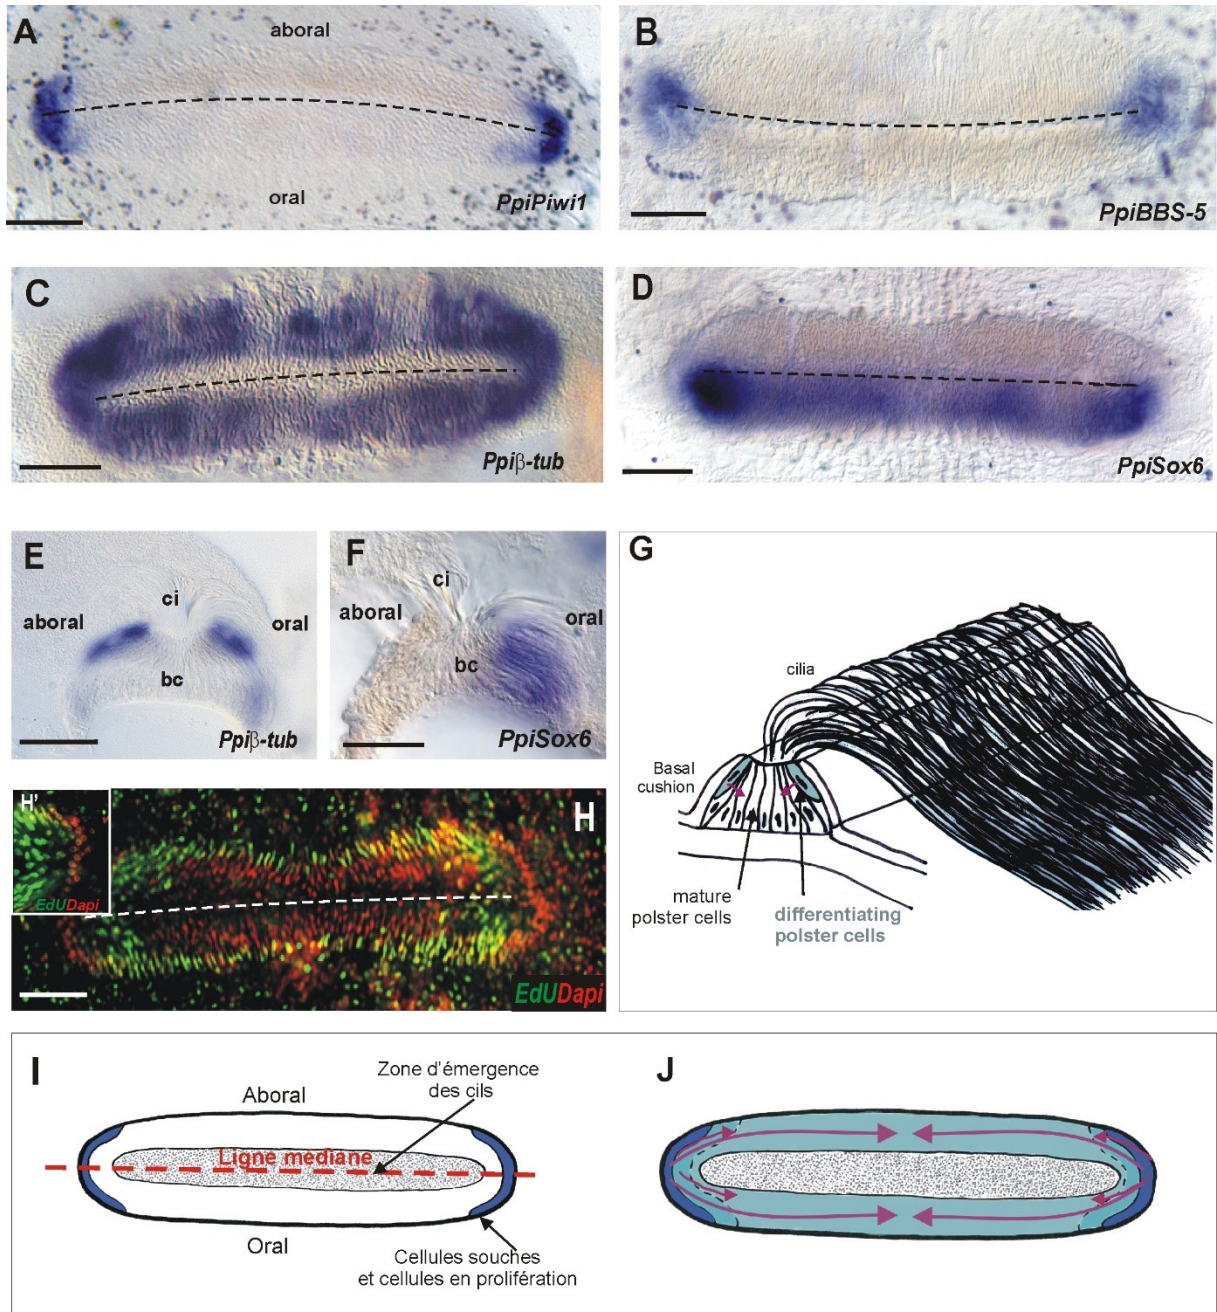 A
aboral
oral
PpiPiwi1
B
PpiBBS-5
C
Ppiβ-tub
D
PpiSox6
E
ci
aboral
oral
bc
Ppiβ-tub
F
ci
aboral
oral
bc
PpiSox6
G
cilia
Basal
cushion
mature
polster cells
differentiating
polster cells
H'
EdUDapi
H
EdUDapi
I
Zone d'émergence
des cils
Aboral
Ligne médiane
Oral
Cellules souches
et cellules en prolifération
J